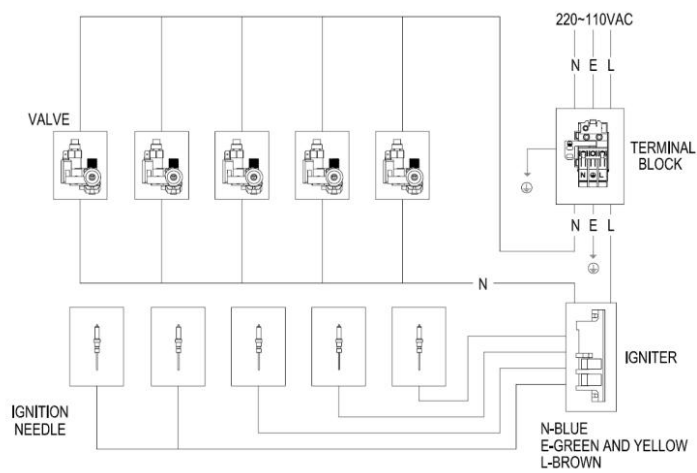 220~110VAC
N E L
VALVE
TERMINAL
BLOCK
N L
N E L
N
IGNITER
IGNITION
NEEDLE
N-BLUE
E-GREEN AND YELLOW
L-BROWN